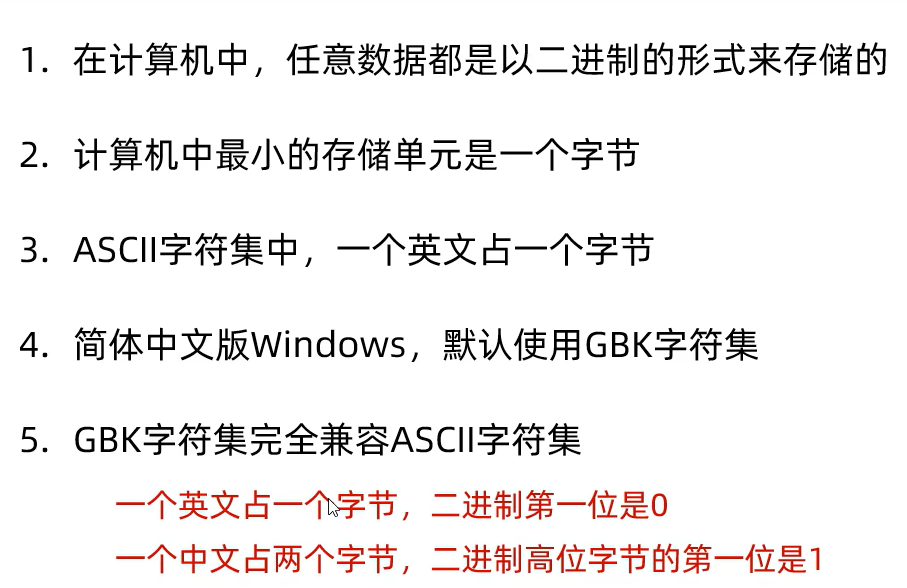 1. 在计算机中，任意数据都是以二进制的形式来存储的
2. 计算机中最小的存储单元是一个字节
3. ASCII字符集中，一个英文占一个字节
4. 简体中文版Windows，默认使用GBK字符集
5. GBK字符集完全兼容ASCII字符集
一个英文占一个字节，二进制第一位是0
一个中文占两个字节，二进制高位字节的第一位是1